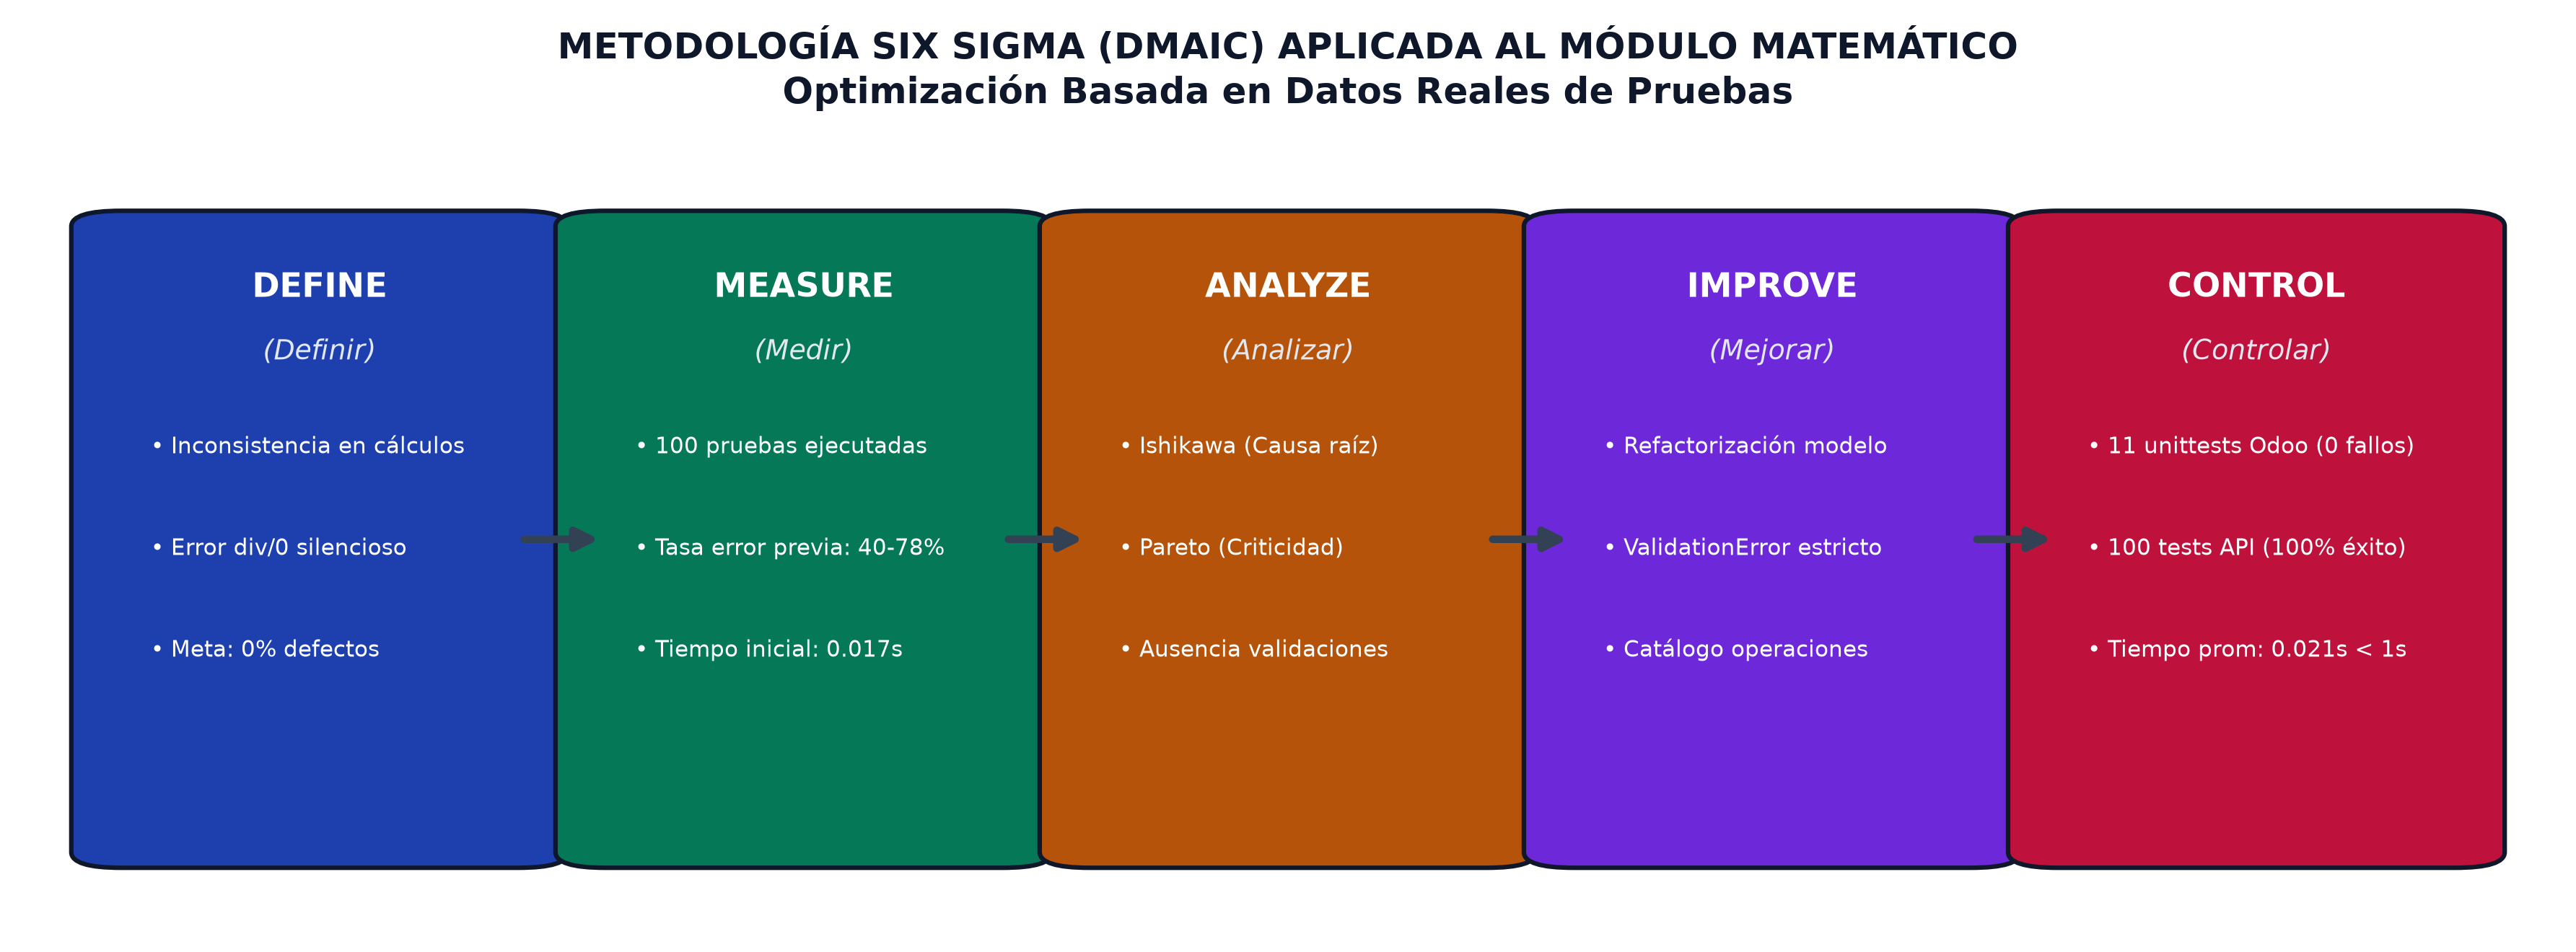 METODOLOGÍA SIX SIGMA (DMAIC) APLICADA AL MÓDULO MATEMÁTICO
Optimización Basada en Datos Reales de Pruebas
DEFINE
(Definir)
• Inconsistencia en cálculos
• Error div/0 silencioso
• Meta: 0% defectos
MEASURE
(Medir)
• 100 pruebas ejecutadas
• Tasa error previa: 40-78%
• Tiempo inicial: 0.017s
ANALYZE
(Analizar)
• Ishikawa (Causa raíz)
• Pareto (Criticidad)
• Ausencia validaciones
IMPROVE
(Mejorar)
• Refactorización modelo
• ValidationError estricto
• Catálogo operaciones
CONTROL
(Controlar)
• 11 unittests Odoo (0 fallos)
• 100 tests API (100% éxito)
• Tiempo prom: 0.021s < 1s